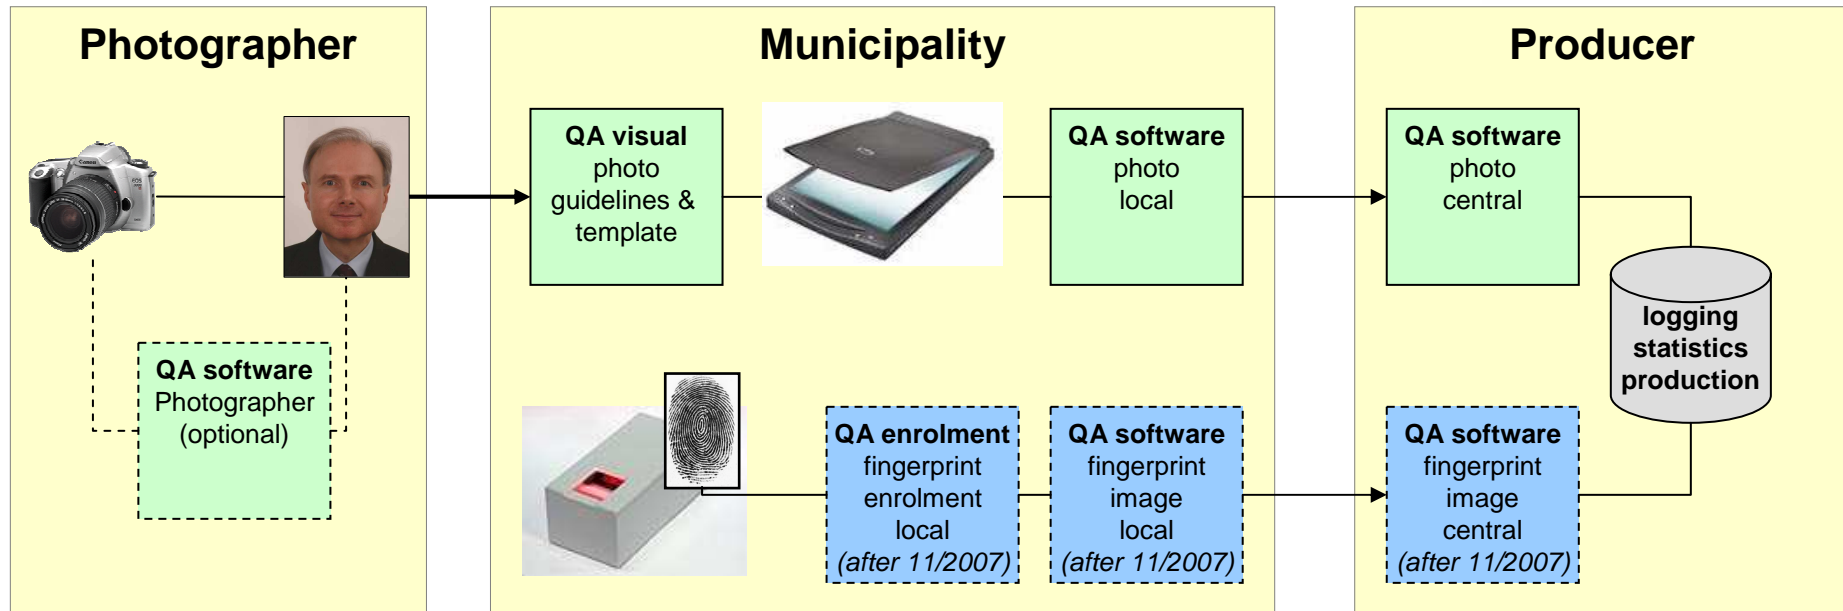 Photographer
Municipality
Producer
QA visual
photo
guidelines &
template
QA software
photo
local
QA software
photo
central
Canon
EOS
logging
statistics
production
QA software
Photographer
(optional)
QA enrolment
fingerprint
enrolment
local
(after 11/2007)
QA software
fingerprint
image
local
(after 11/2007)
QA software
fingerprint
image
central
(after 11/2007)